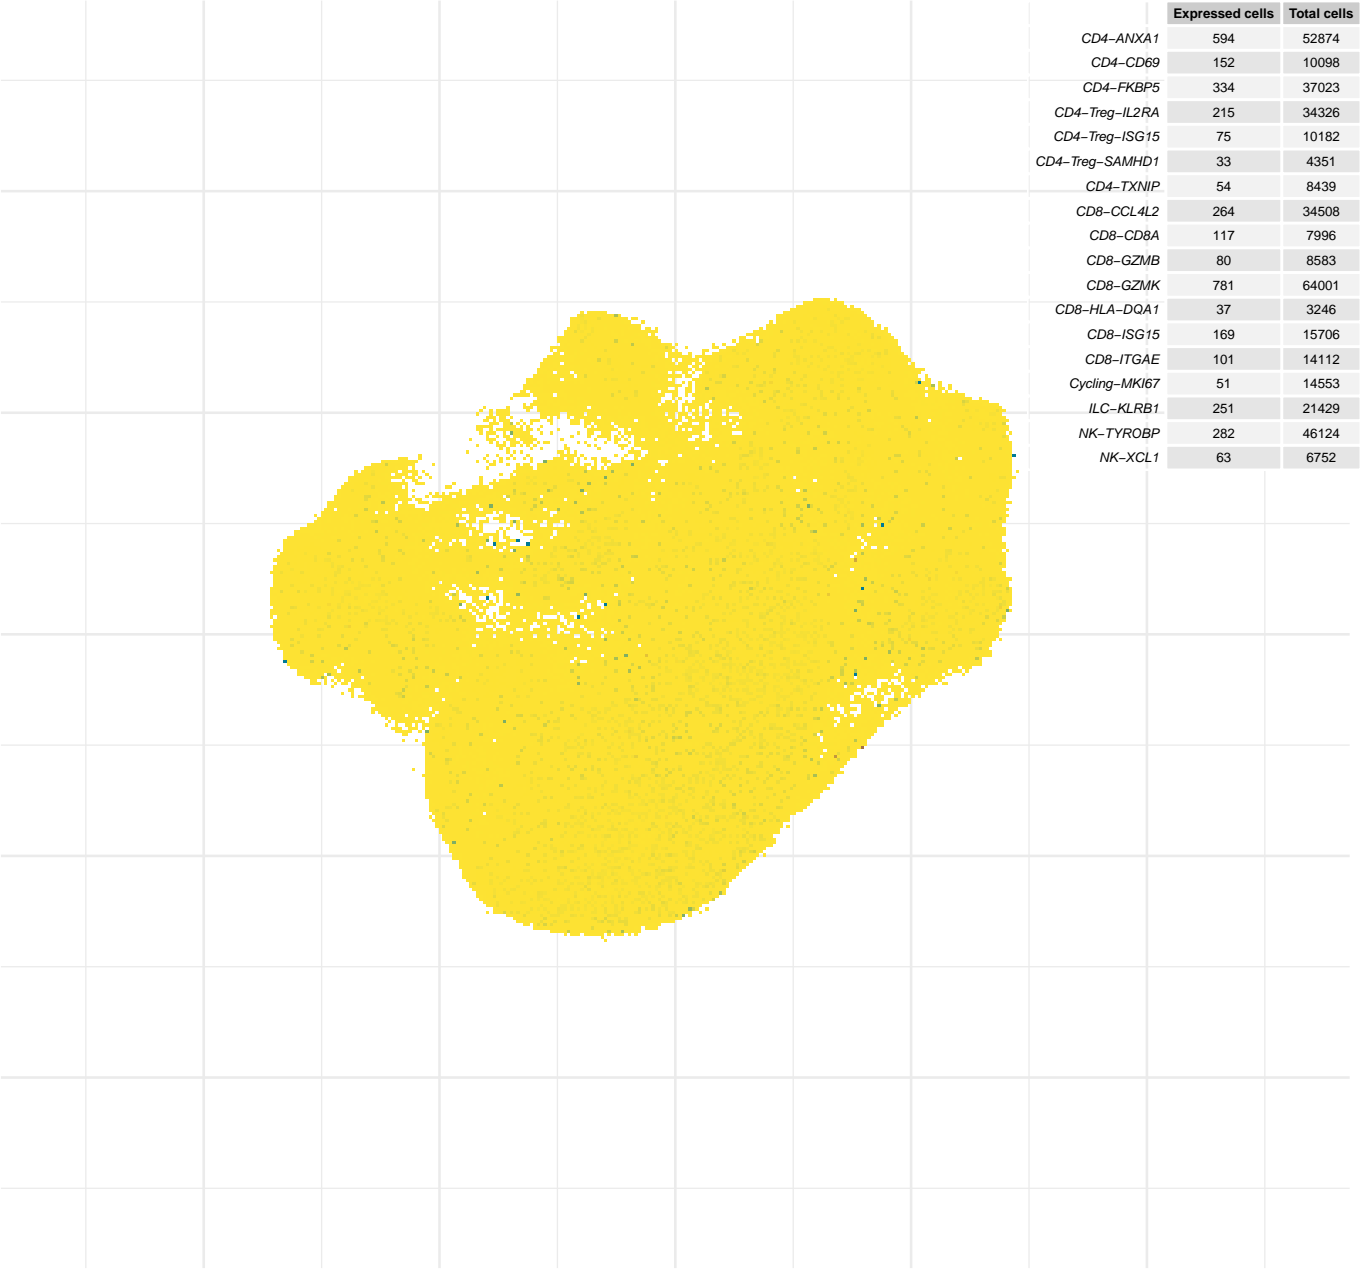 Expressed cells Total cells
CD4−ANXA1 594 52874
CD4−CD69 152 10098
CD4−FKBP5 334 37023
CD4−Treg−IL2RA 215 34326
CD4−Treg−ISG15 75 10182
CD4−Treg−SAMHD1 33 4351
CD4−TXNIP 54 8439
CD8−CCL4L2 264 34508
CD8−CD8A 117 7996
CD8−GZMB 80 8583
CD8−GZMK 781 64001
CD8−HLA−DQA1 37 3246
CD8−ISG15 169 15706
CD8−ITGAE 101 14112
Cycling−MKI67 51 14553
ILC−KLRB1 251 21429
NK−TYROBP 282 46124
NK−XCL1 63 6752